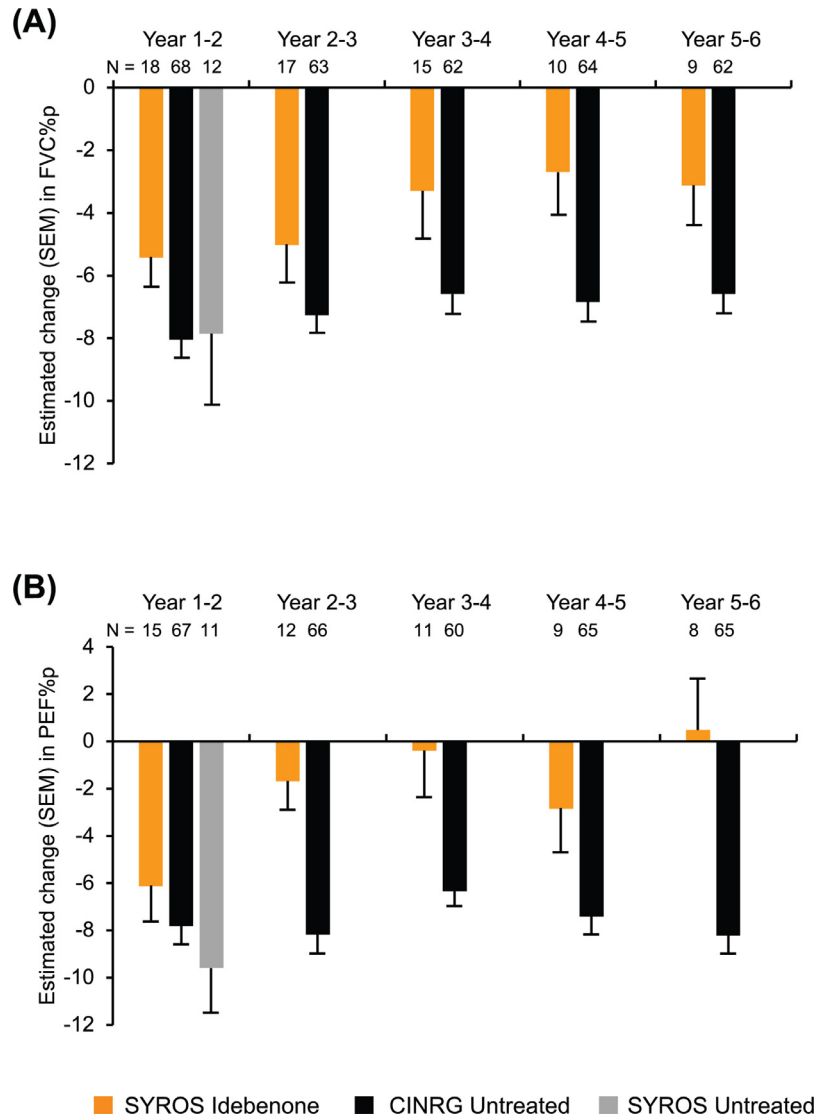 (A)
Year 1-2 Year 2-3 Year 3-4 Year 4-5 Year 5-6
N = 18 68 12 17 63 15 62 10 64 9 62
0
-2
-4
-6
-8
-10
-12
Estimated change (SEM) in FVC%p
(B)
Year 1-2 Year 2-3 Year 3-4 Year 4-5 Year 5-6
N = 15 67 11 12 66 11 60 9 65 8 65
4
2
0
-2
-4
-6
-8
-10
-12
Estimated change (SEM) in PEF%p
SYROS Idebenone CINRG Untreated SYROS Untreated